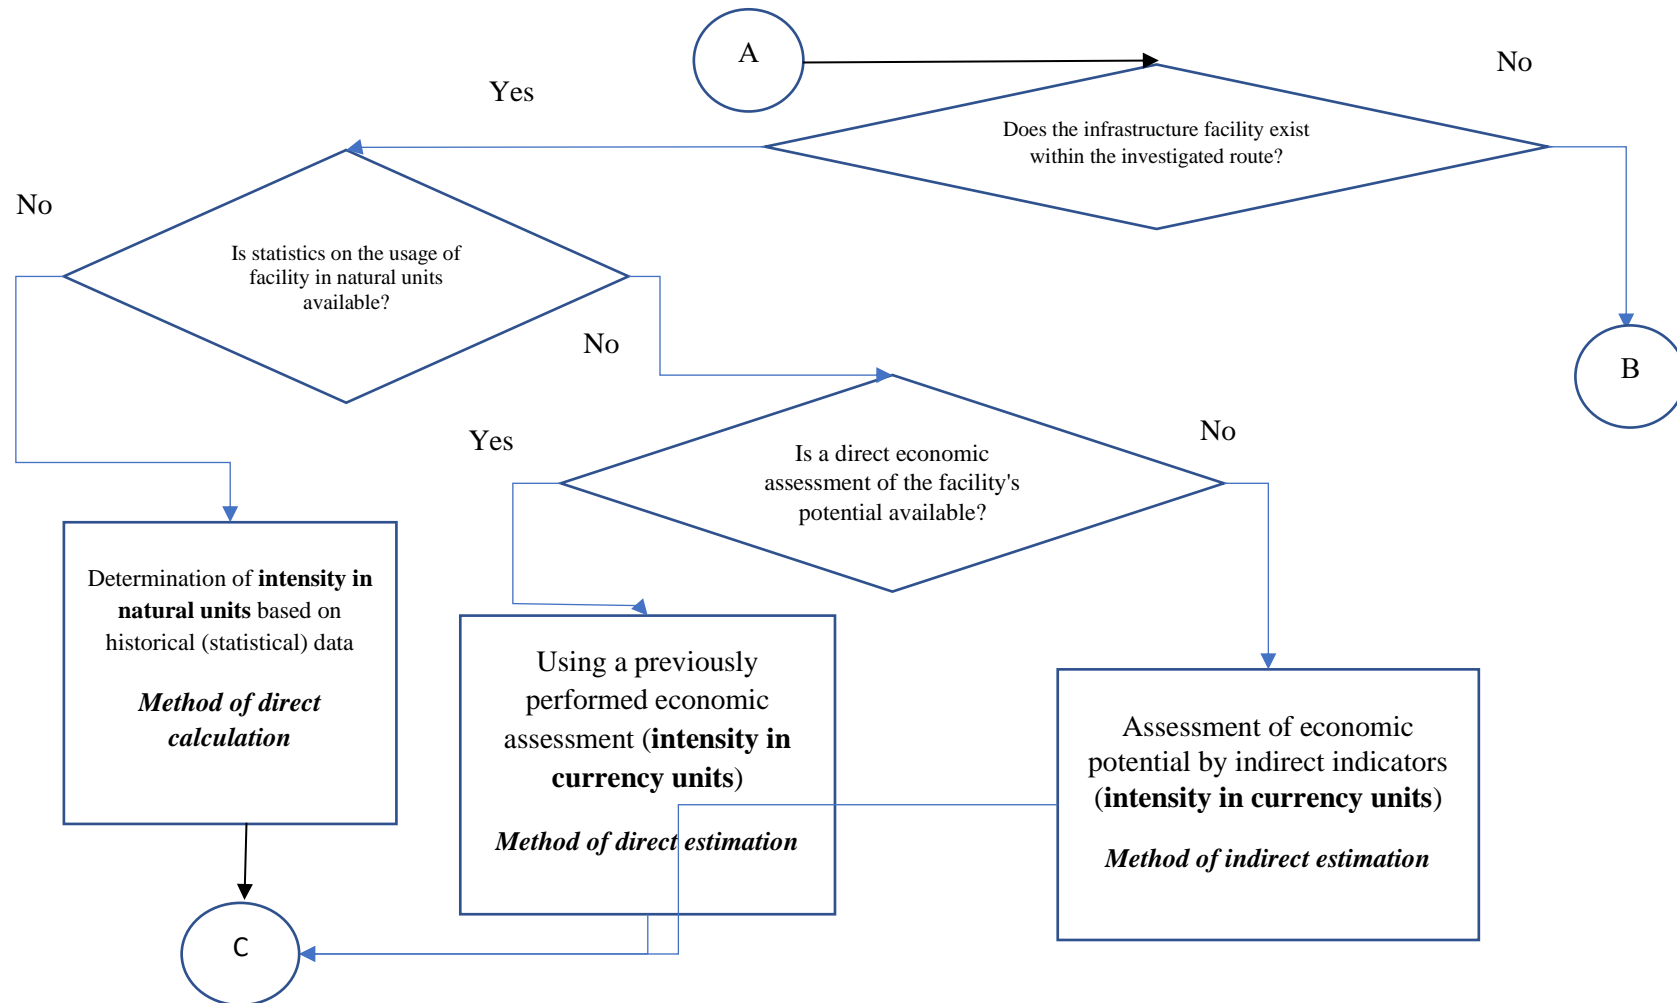 A
No
Yes
Does the infrastructure facility exist
within the investigated route?
No
Is statistics on the usage of
facility in natural units
available?
No
B
Yes
No
Is a direct economic
assessment of the facility's
potential available?
Determination of intensity in
natural units based on
historical (statistical) data
Method of direct
calculation
Using a previously
performed economic
assessment (intensity in
currency units)
Method of direct estimation
Assessment of economic
potential by indirect indicators
(intensity in currency units)
Method of indirect estimation
C